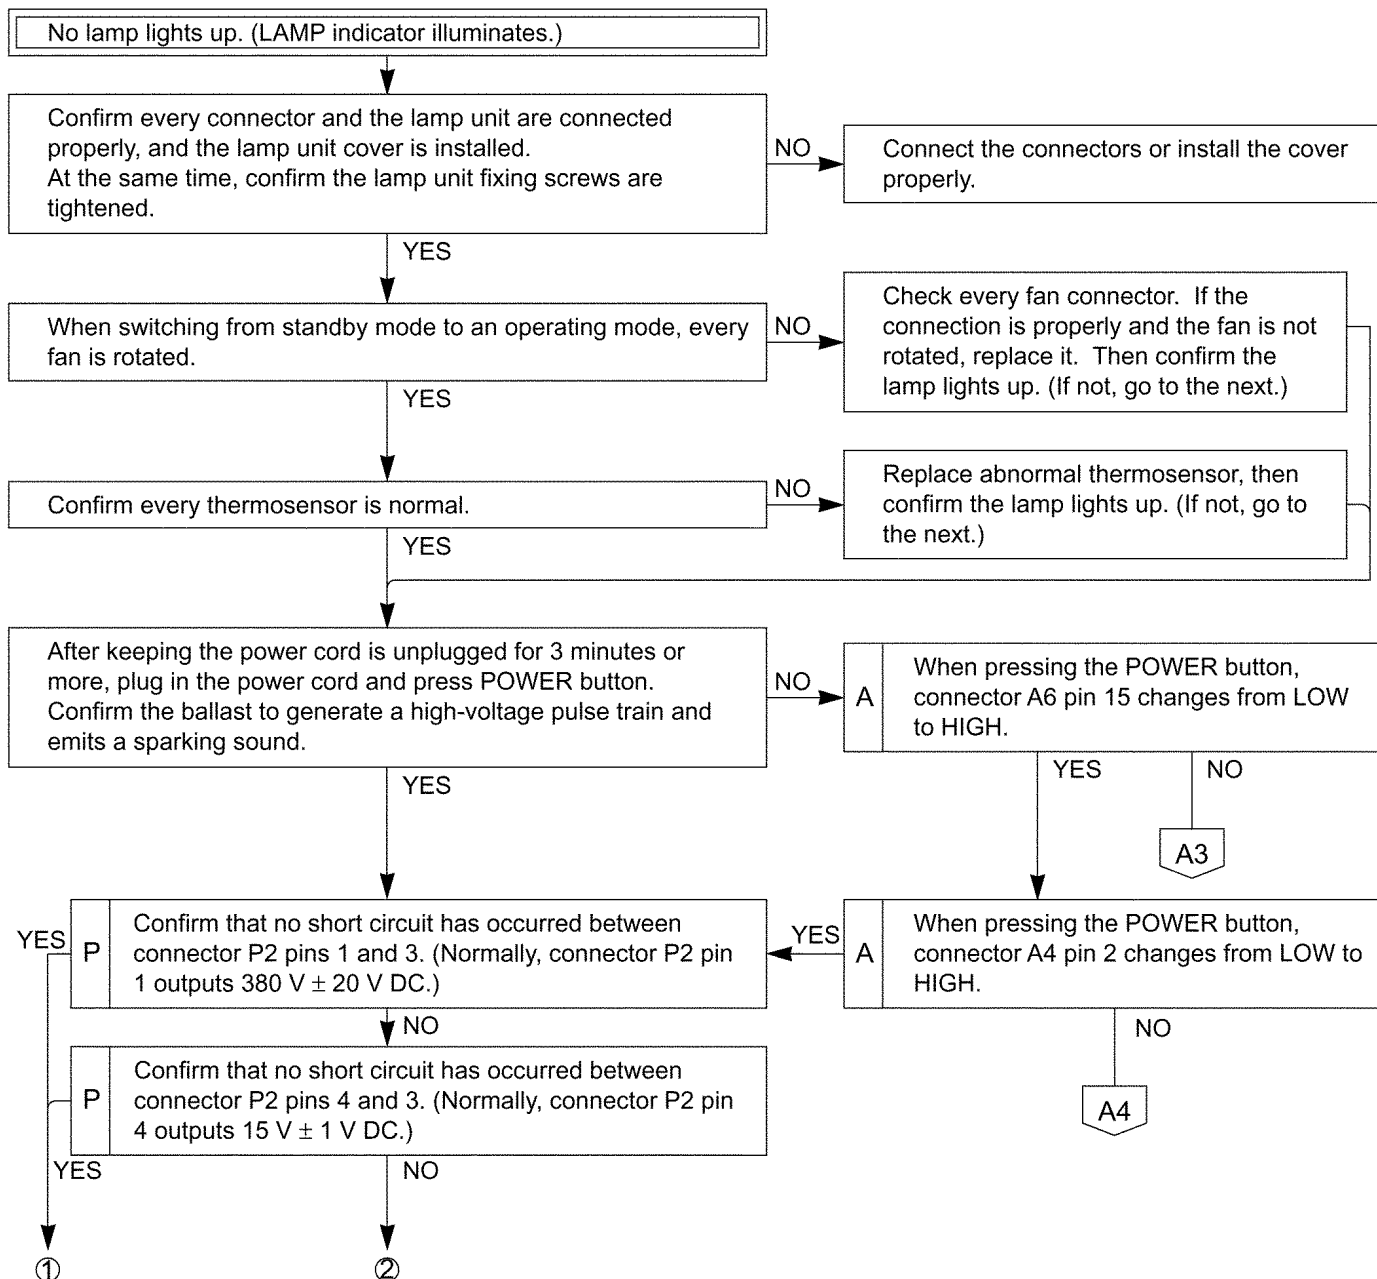 No lamp lights up. (LAMP indicator illuminates.)
Confirm every connector and the lamp unit are connected
properly, and the lamp unit cover is installed.
At the same time, confirm the lamp unit fixing screws are
tightened.
NO
Connect the connectors or install the cover
properly.
YES
When switching from standby mode to an operating mode, every
fan is rotated.
NO
Check every fan connector.  If the
connection is properly and the fan is not
rotated, replace it.  Then confirm the
lamp lights up. (If not, go to the next.)
YES
Confirm every thermosensor is normal.
NO
Replace abnormal thermosensor, then
confirm the lamp lights up. (If not, go to
the next.)
YES
After keeping the power cord is unplugged for 3 minutes or
more, plug in the power cord and press POWER button.
Confirm the ballast to generate a high-voltage pulse train and
emits a sparking sound.
NO
A
When pressing the POWER button,
connector A6 pin 15 changes from LOW
to HIGH.
YES
YES
NO
A3
YES
P
Confirm that no short circuit has occurred between
connector P2 pins 1 and 3. (Normally, connector P2 pin
1 outputs 380 V ± 20 V DC.)
YES
A
When pressing the POWER button,
connector A4 pin 2 changes from LOW to
HIGH.
NO
NO
P
Confirm that no short circuit has occurred between
connector P2 pins 4 and 3. (Normally, connector P2 pin
4 outputs 15 V ± 1 V DC.)
A4
YES
NO
①
②